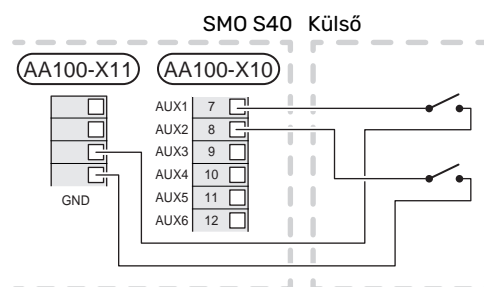 SMO S40 Külső
AA100-X11 AA100-X10
AUX1 7
AUX2 8
AUX3 9
AUX4 10
AUX5 11
AUX6 12
GND